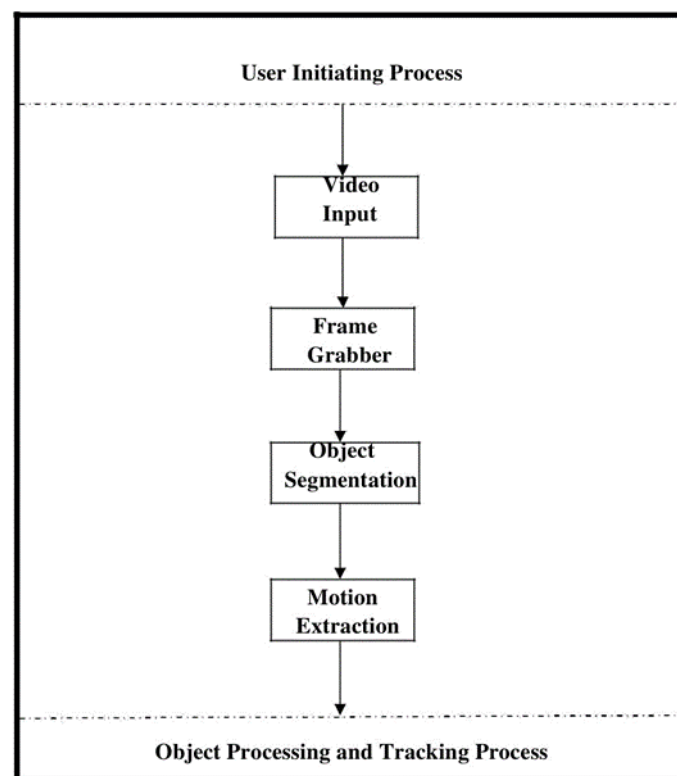 User Initiating Process
Video
Input
Frame
Grabber
Object
Segmentation
Motion
Extraction
Object Processing and Tracking Process